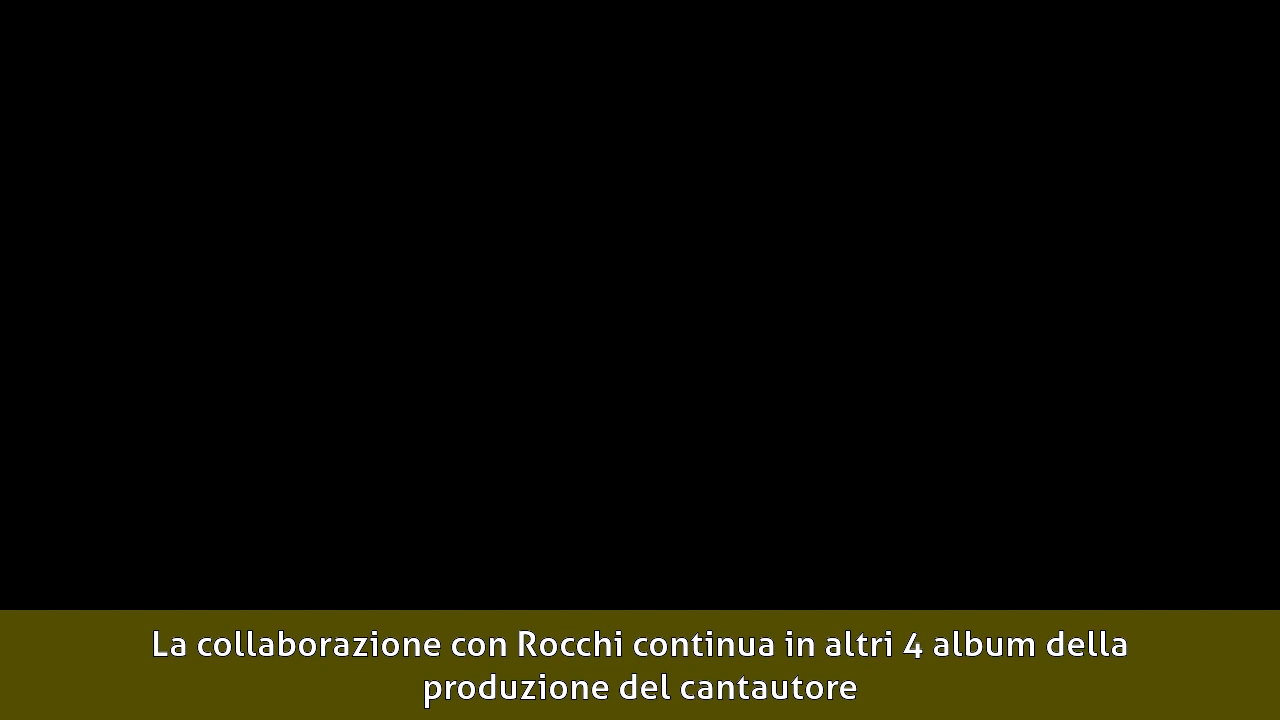 La collaborazione con Rocchi continua in altri 4 album della
produzione del cantautore